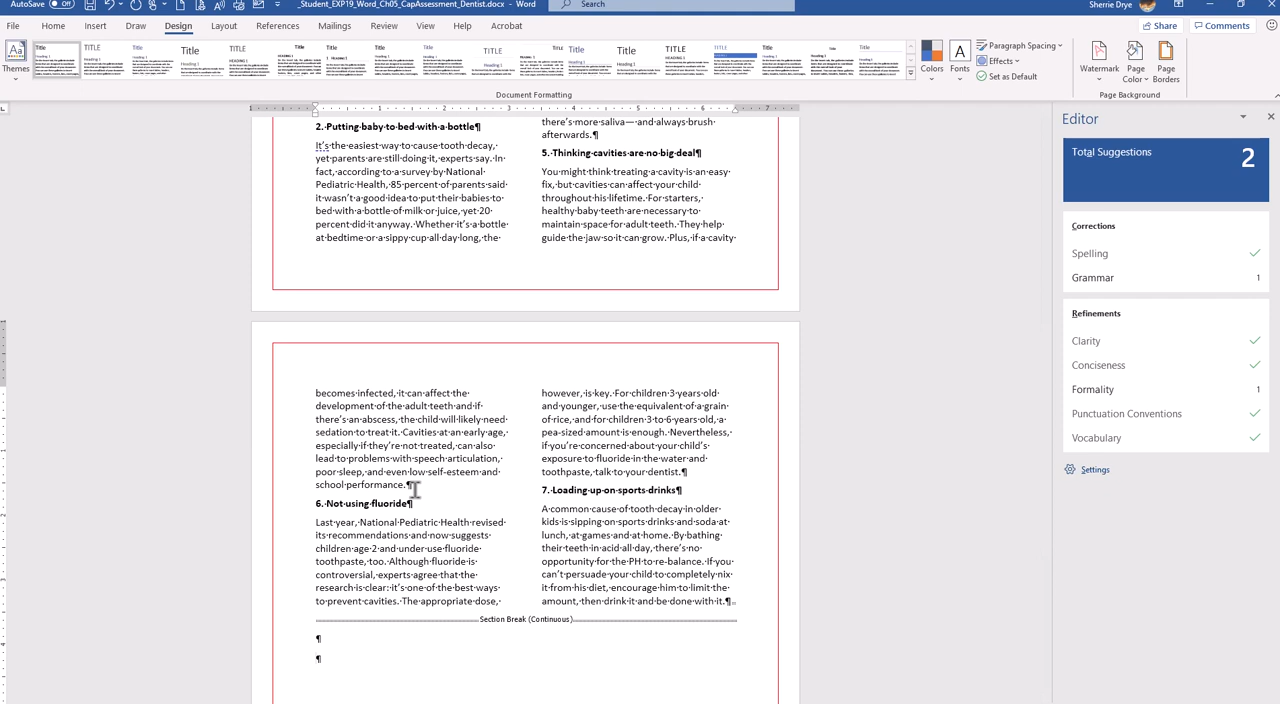 AutoSave Off _Student_EXP19_Word_Ch05_CapAssessment_Dentist.docx - Word Search Sherrie Drye
File Home Insert Draw Design Layout References Mailings Review View Help Acrobat Share Comments
Themes Colors Fonts Paragraph Spacing Effects Set as Default Watermark Page Color Page Borders
Document Formatting Page Background
2.·Putting·baby·to·bed·with·a·bottle¶
It's·the·easiest·way·to·cause·tooth·decay,·
yet·parents·are·still·doing·it,·experts·say.·In·
fact,·according·to·a·survey·by·National·
Pediatric·Health,·85·percent·of·parents·said·
it·wasn't·a·good·idea·to·put·their·babies·to·
bed·with·a·bottle·of·milk·or·juice,·yet·20·
percent·did·it·anyway.·Whether·it's·a·bottle·
at·bedtime·or·a·sippy·cup·all·day·long,·the·
there's·more·saliva—·and·always·brush·
afterwards.¶
5.·Thinking·cavities·are·no·big·deal¶
You·might·think·treating·a·cavity·is·an·easy·
fix,·but·cavities·can·affect·your·child·
throughout·his·lifetime.·For·starters,·
healthy·baby·teeth·are·necessary·to·
maintain·space·for·adult·teeth.·They·help·
guide·the·jaw·so·it·can·grow.·Plus,·if·a·cavity·
becomes·infected,·it·can·affect·the·
development·of·the·adult·teeth·and·if·
there's·an·abscess,·the·child·will·likely·need·
sedation·to·treat·it.·Cavities·at·an·early·age,·
especially·if·they're·not·treated,·can·also·
lead·to·problems·with·speech·articulation,·
poor·sleep,·and·even·low·self-esteem·and·
school·performance.¶
6.·Not·using·fluoride¶
Last·year,·National·Pediatric·Health·revised·
its·recommendations·and·now·suggests·
children·age·2·and·under·use·fluoride·
toothpaste,·too.·Although·fluoride·is·
controversial,·experts·agree·that·the·
research·is·clear:·it's·one·of·the·best·ways·
to·prevent·cavities.·The·appropriate·dose,·
however,·is·key.·For·children·3·years·old·
and·younger,·use·the·equivalent·of·a·grain·
of·rice,·and·for·children·3·to·6·years·old,·a·
pea-sized·amount·is·enough.·Nevertheless,·
if·you're·concerned·about·your·child's·
exposure·to·fluoride·in·the·water·and·
toothpaste,·talk·to·your·dentist.¶
7.·Loading·up·on·sports·drinks¶
A·common·cause·of·tooth·decay·in·older·
kids·is·sipping·on·sports·drinks·and·soda·at·
lunch,·at·games·and·at·home.·By·bathing·
their·teeth·in·acid·all·day,·there's·no·
opportunity·for·the·PH·to·re-balance.·If·you·
can't·persuade·your·child·to·completely·nix·
it·from·his·diet,·encourage·him·to·limit·the·
amount,·then·drink·it·and·be·done·with·it.¶
Section Break (Continuous)
¶
¶
Editor
Total Suggestions 2
Corrections
Spelling
Grammar 1
Refinements
Clarity
Conciseness
Formality 1
Punctuation Conventions
Vocabulary
Settings